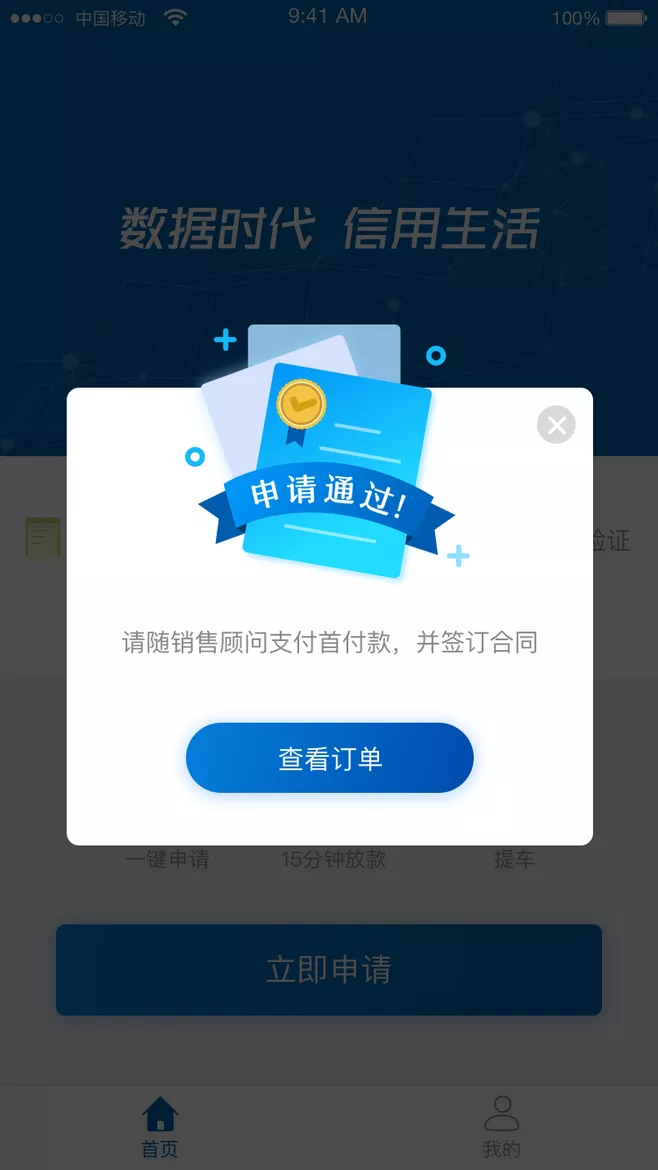 中国移动
9:41 AM
100%
数据时代 信用生活
申请通过!
验证
请随销售顾问支付首付款，并签订合同
查看订单
一键申请
15分钟放款
提车
立即申请
首页
我的